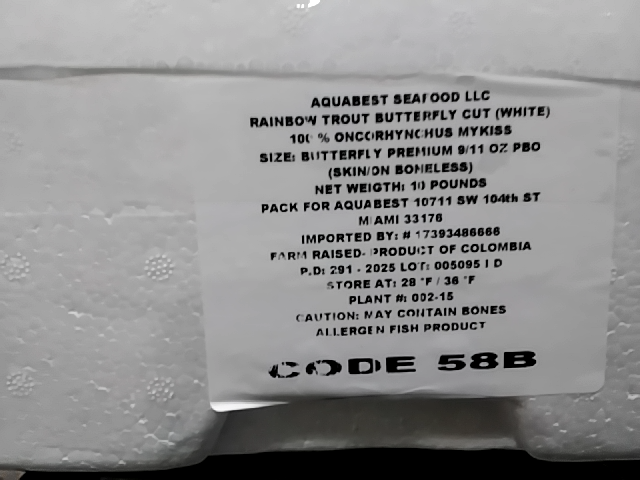 AQUABEST SEAFOOD LLC
RAINBOW TROUT BUTTERFLY CUT (WHITE)
100 % ONCORHYNCHUS MYKISS
SIZE: BUTTERFLY PREMIUM 9/11 OZ PBO
(SKIN/ON BONELESS)
NET WEIGTH: 10 POUNDS
PACK FOR AQUABEST 10711 SW 104th ST
MIAMI 33176
IMPORTED BY: # 17393486666
FARM RAISED- PRODUCT OF COLOMBIA
P.D: 291 - 2025 LOT: 005095 I D
STORE AT: 28 °F / 36 °F
PLANT #: 002-15
CAUTION: MAY CONTAIN BONES
ALLERGEN FISH PRODUCT
CODE 58B